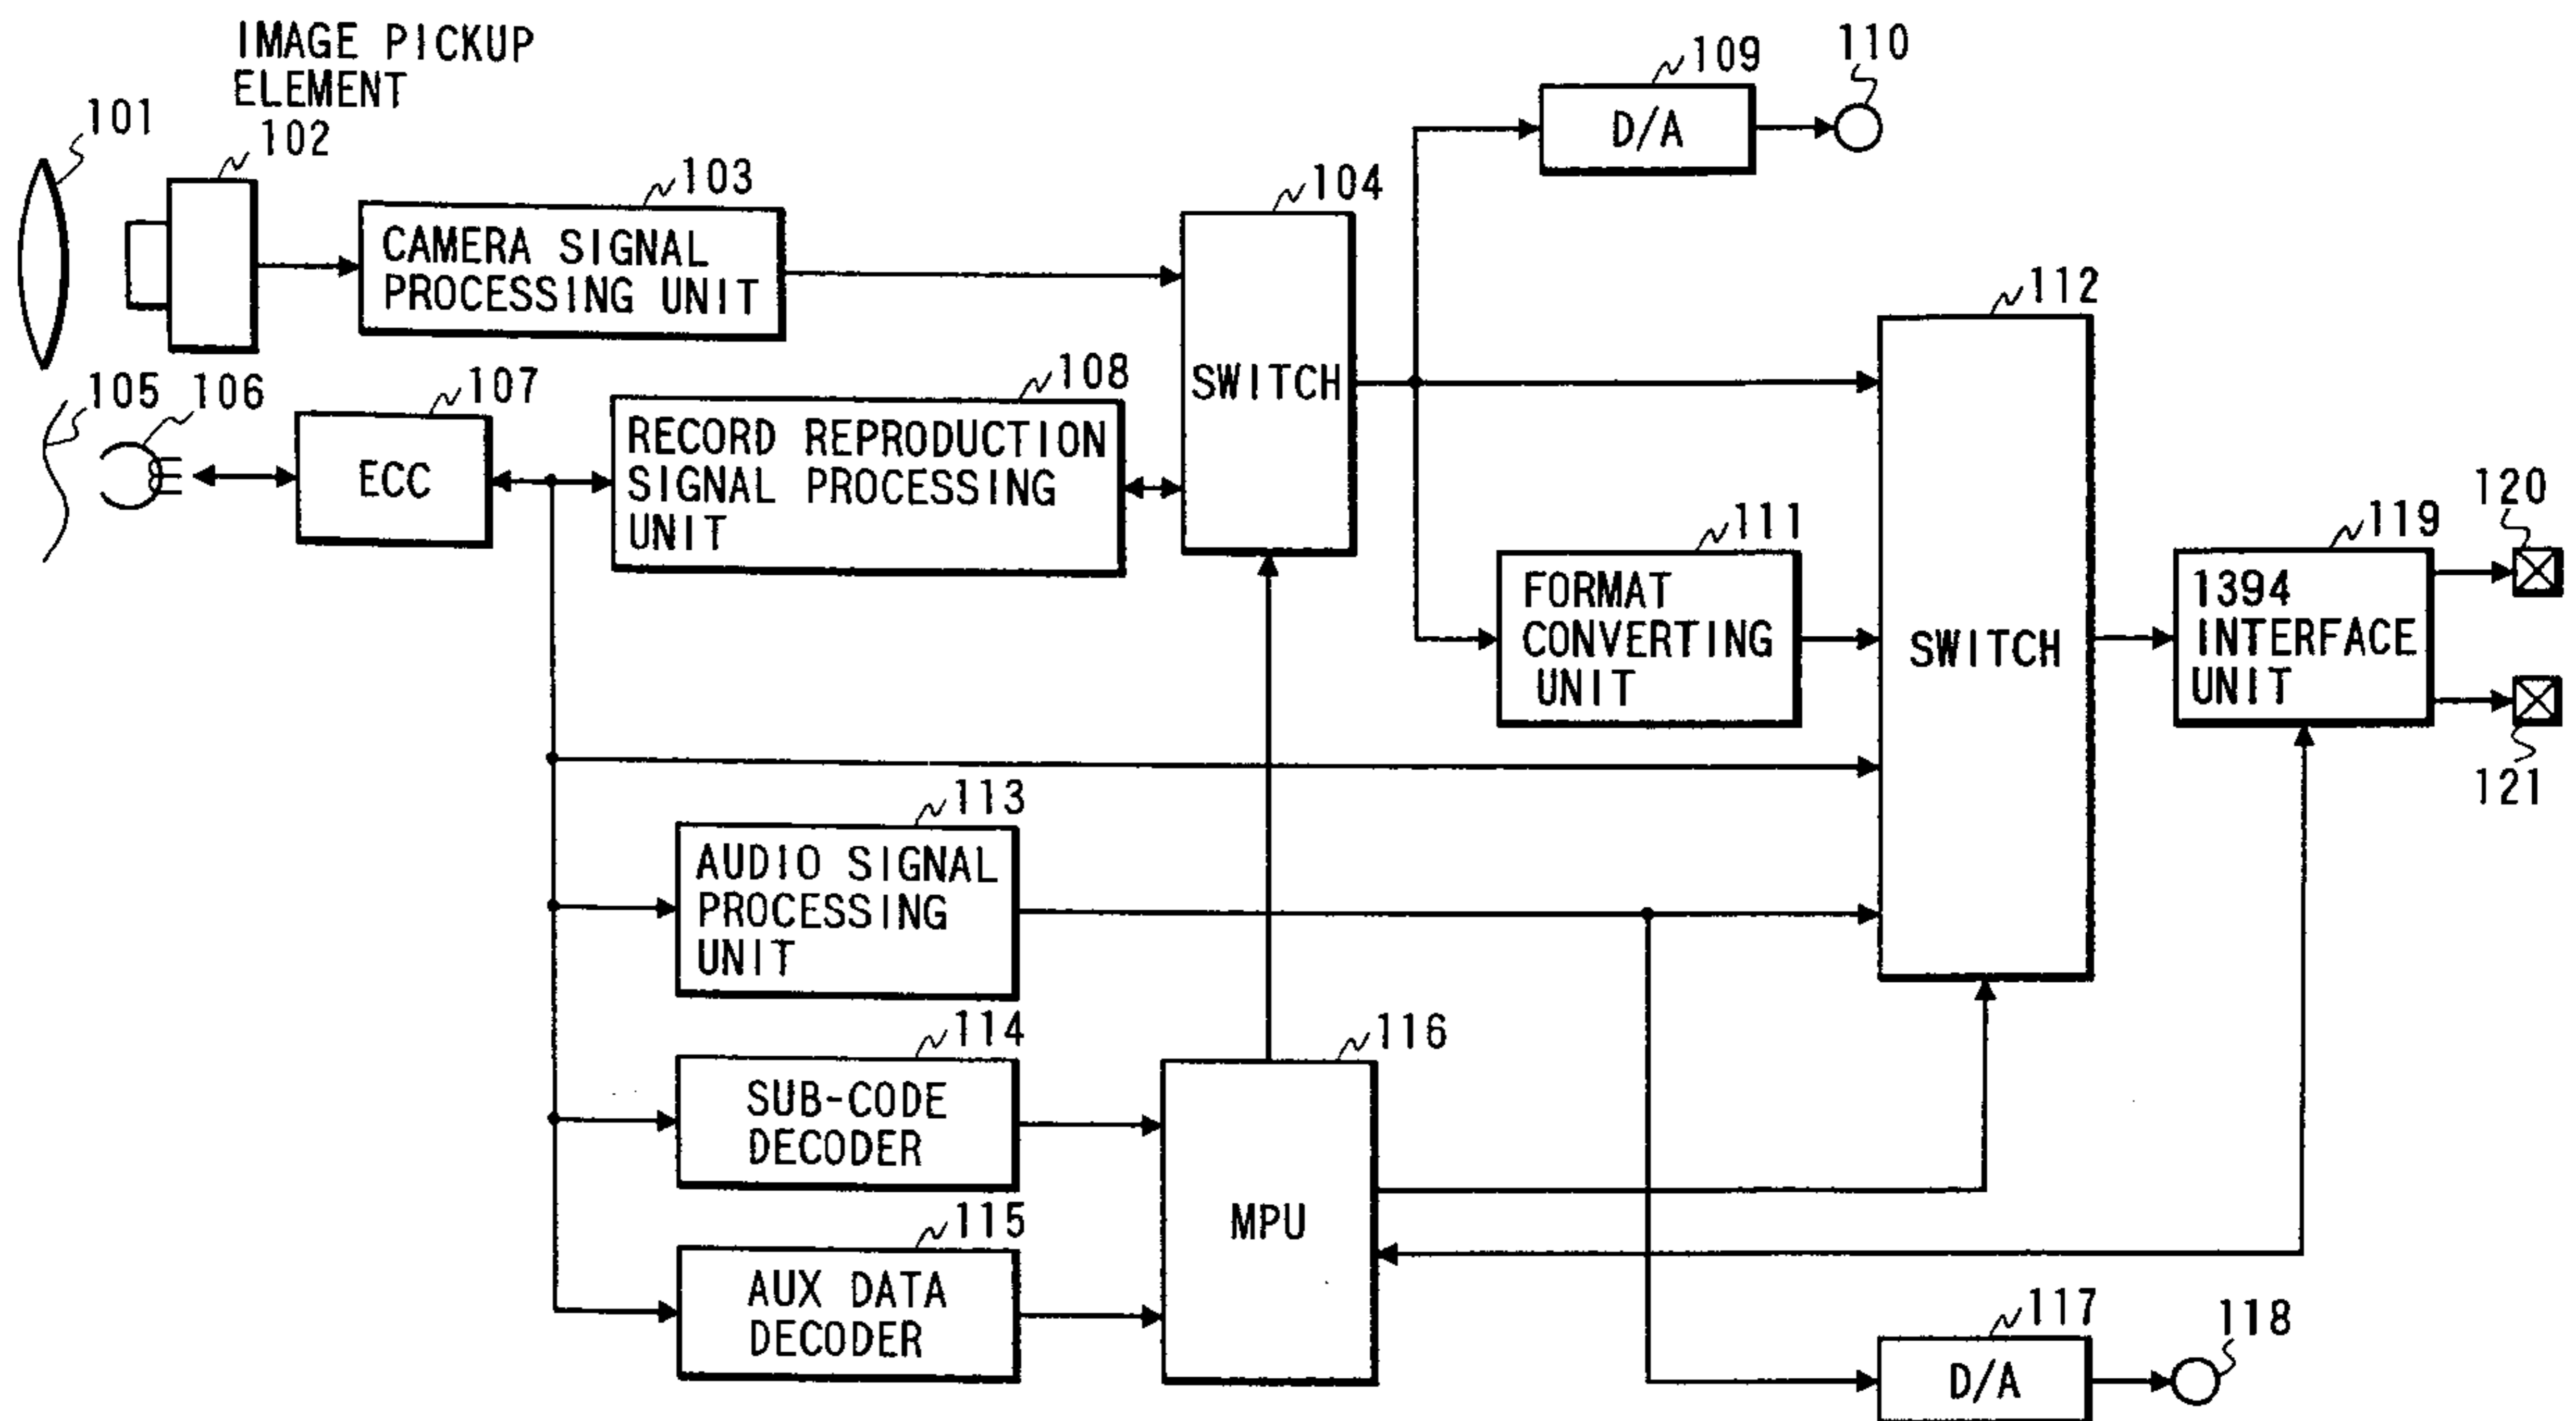 IMAGE PICKUP
ELEMENT
101
102
103
CAMERA SIGNAL
PROCESSING UNIT
104
SWITCH
109
D/A
110
105
106
107
ECC
108
RECORD REPRODUCTION
SIGNAL PROCESSING
UNIT
111
FORMAT
CONVERTING
UNIT
112
SWITCH
119
1394
INTERFACE
UNIT
120
121
113
AUDIO SIGNAL
PROCESSING
UNIT
114
SUB-CODE
DECODER
115
AUX DATA
DECODER
116
MPU
117
D/A
118